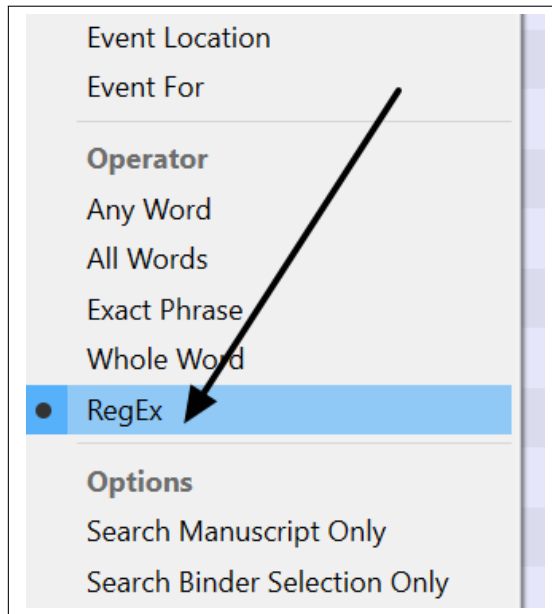 Event Location
Event For
Operator
Any Word
All Words
Exact Phrase
Whole Word
RegEx
Options
Search Manuscript Only
Search Binder Selection Only